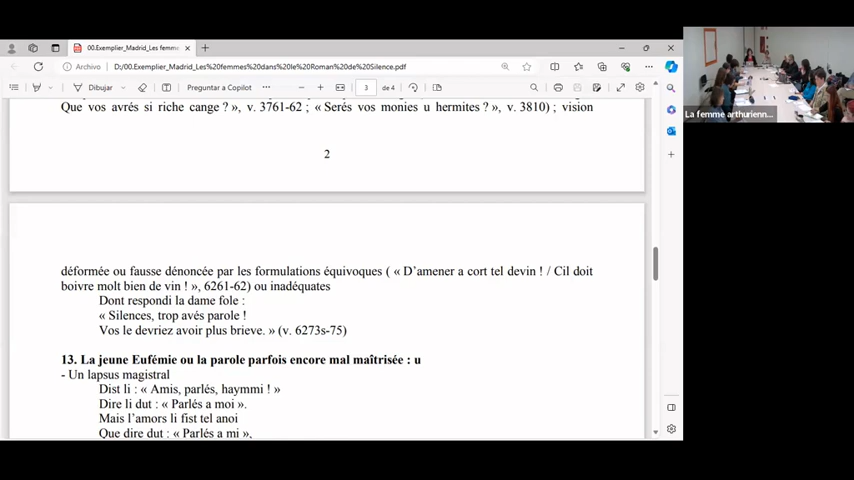 00.Exemplier_Madrid_Les femme
Archivo
D:/00.Exemplier_Madrid_Les%20femmes%20dans%20le%20Roman%20de%20Silence.pdf
Dibujar
Preguntar a Copilot
3
de 4
Que vos avrés si riche cange ? », v. 3761-62 ; « Serés vos monies u hermites ? », v. 3810) ; vision
2
déformée ou fausse dénoncée par les formulations équivoques ( « D’amener a cort tel devin ! / Cil doit
boivre molt bien de vin ! », 6261-62) ou inadéquates
Dont respondi la dame fole :
« Silences, trop avés parole !
Vos le devriez avoir plus brieve. » (v. 6273s-75)
13. La jeune Eufémie ou la parole parfois encore mal maîtrisée : u
- Un lapsus magistral
Dist li : « Amis, parlés, haymmi ! »
Dire li dut : « Parlés a moi ».
Mais l’amors li fist tel anoi
Que dire dut : « Parlés a mi »,
La femme arthurienn...